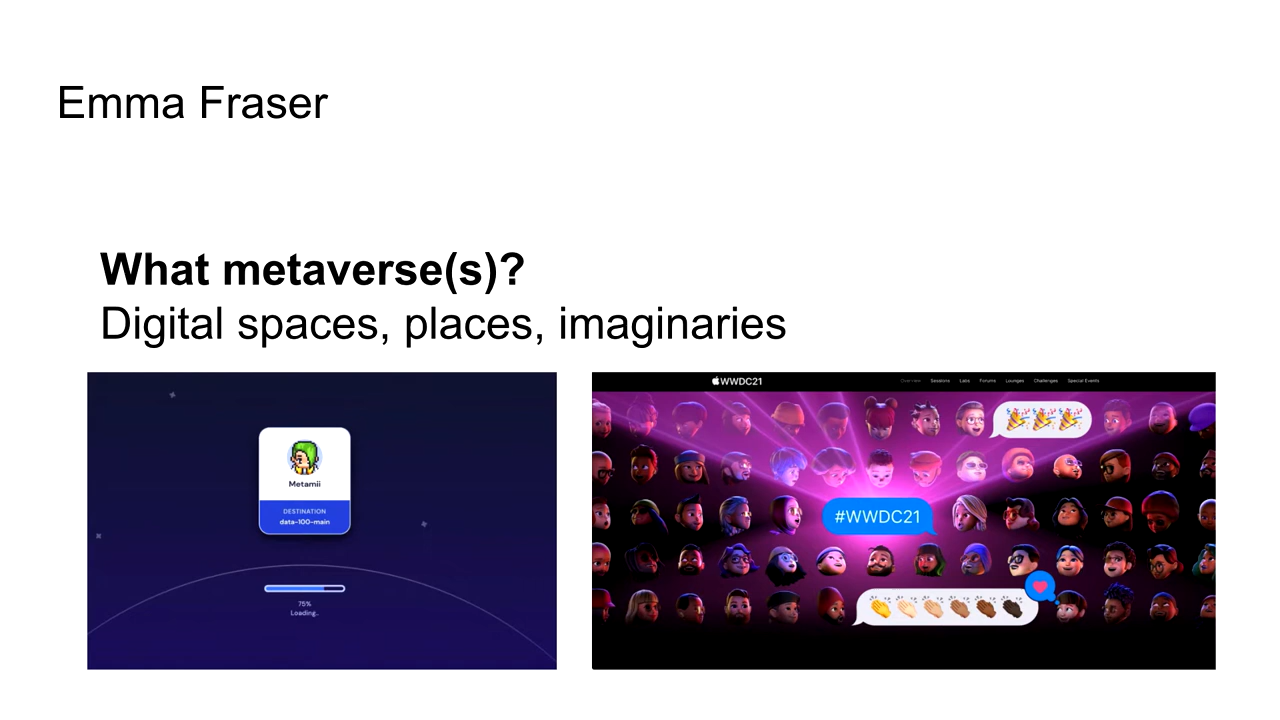 Emma Fraser
What metaverse(s)?
Digital spaces, places, imaginaries
Metamii
DESTINATION
data-100-main
75%
Loading..
WWDC21
Overview Sessions Labs Forums Lounges Challenges Special Events
#WWDC21